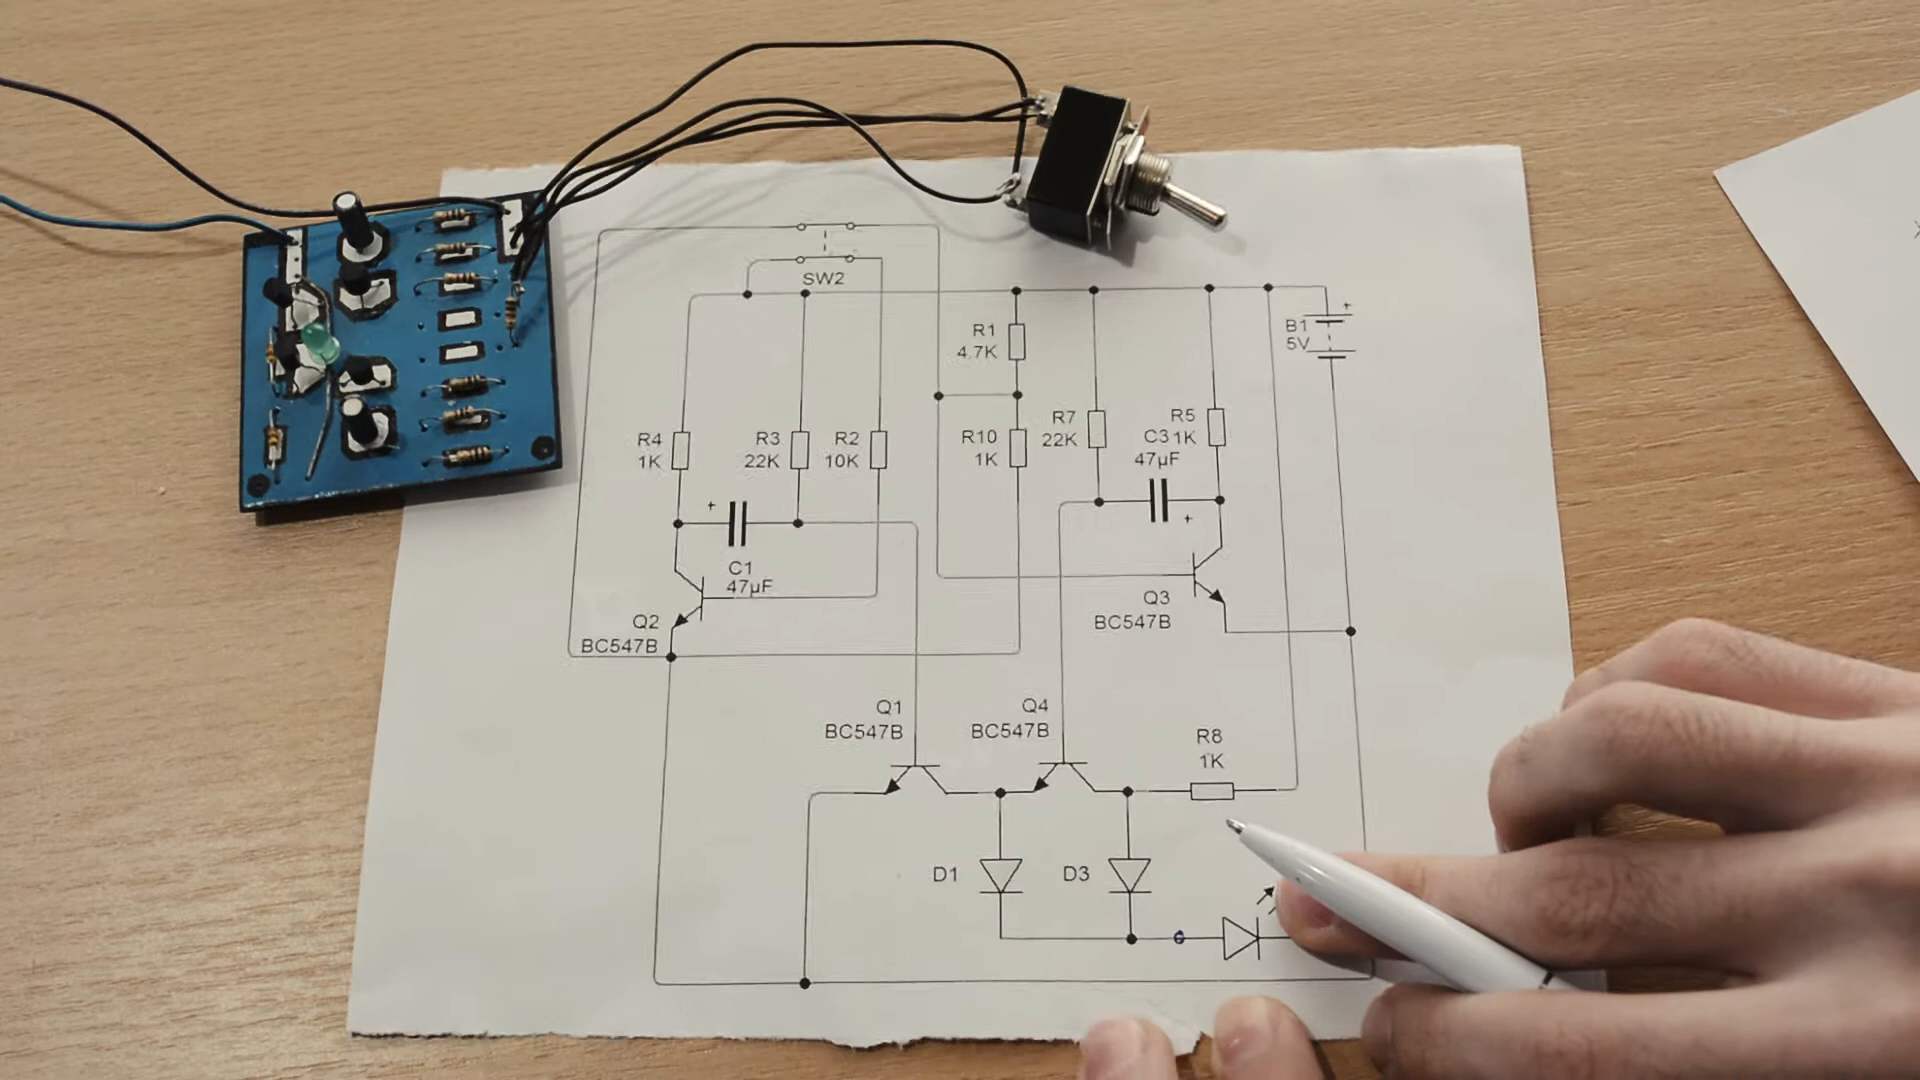 SW2
+
B1
5V
R1
4.7K
R4
1K
R3
22K
R2
10K
R10
1K
R7
22K
R5
1K
C3
47µF
+
+
C1
47µF
Q2
BC547B
Q3
BC547B
Q1
BC547B
Q4
BC547B
R8
1K
D1
D3